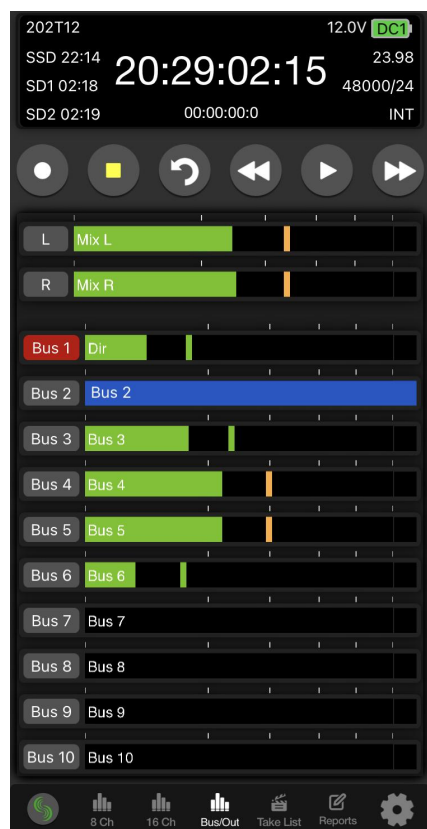 202T12 12.0V DC1
SSD 22:14 23.98
20:29:02:15
SD1 02:18 48000/24
SD2 02:19 00:00:00:0 INT
L Mix L
R Mix R
Bus 1 Dir
Bus 2 Bus 2
Bus 3 Bus 3
Bus 4 Bus 4
Bus 5 Bus 5
Bus 6 Bus 6
Bus 7 Bus 7
Bus 8 Bus 8
Bus 9 Bus 9
Bus 10 Bus 10
8 Ch 16 Ch Bus/Out Take List Reports